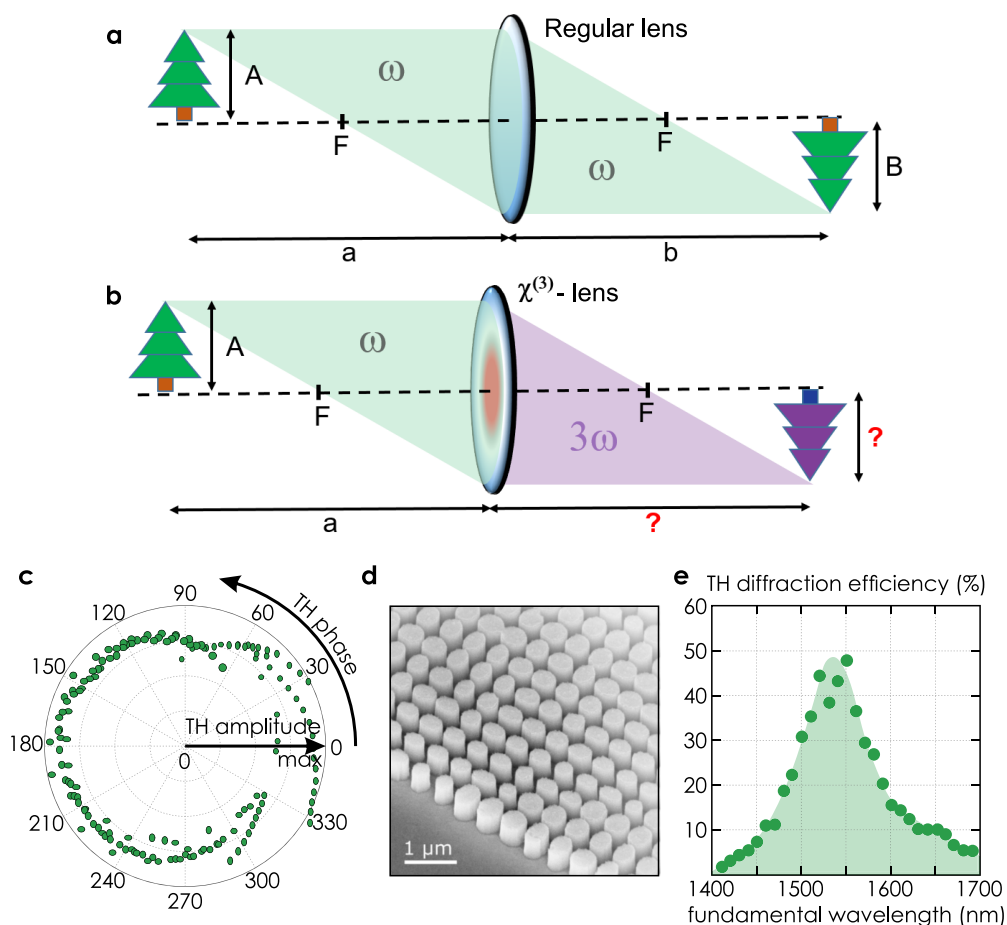 a
Regular lens
ω
A
F
F
ω
B
a
b
b
χ(3)- lens
ω
A
F
F
3ω
?
a
?
c
90
120
60
150
30
TH phase
180
TH amplitude
0
0
max
210
330
240
300
270
d
1 μm
e
TH diffraction efficiency (%)
60
50
40
30
20
10
1400
1500
1600
1700
fundamental wavelength (nm)